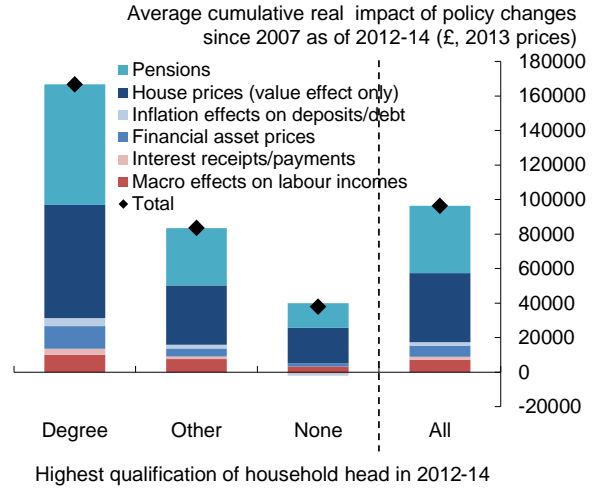 Average cumulative real impact of policy changes
since 2007 as of 2012-14 (£, 2013 prices)
Pensions
House prices (value effect only)
Inflation effects on deposits/debt
Financial asset prices
Interest receipts/payments
Macro effects on labour incomes
Total
180000
160000
140000
120000
100000
80000
60000
40000
20000
0
-20000
Degree
Other
None
All
Highest qualification of household head in 2012-14